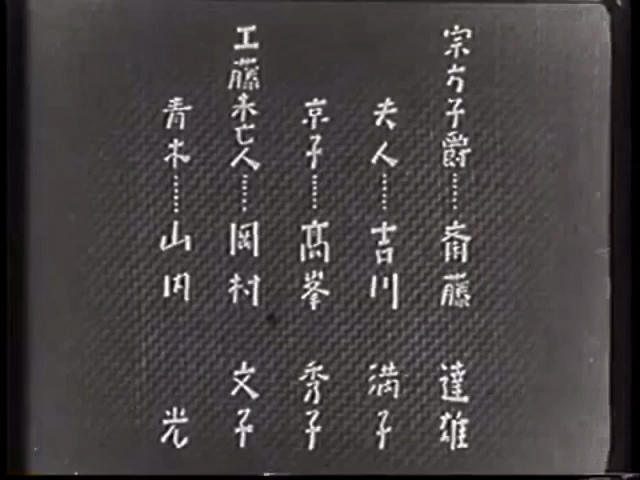 宗方子爵……斎藤達雄
夫人……吉川満子
京子……高峯秀子
工藤未亡人……岡村文子
青木……山内光